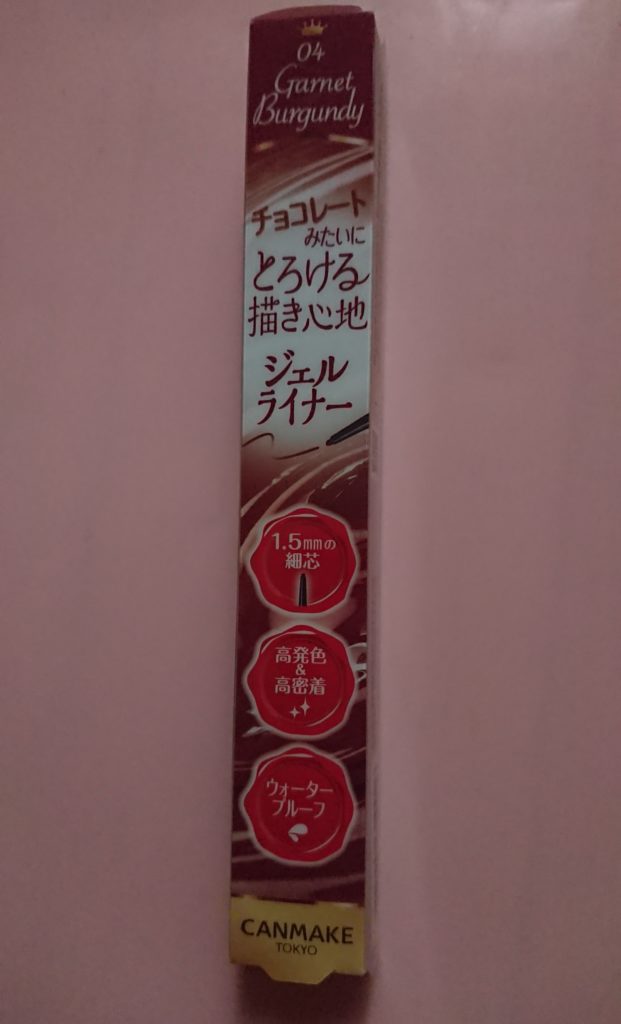 04
Garnet
Burgundy
チョコレート
みたいに
とろける
描き心地
ジェル
ライナー
1.5mmの
細芯
高発色
&
高密着
ウォーター
プルーフ
CANMAKE
TOKYO